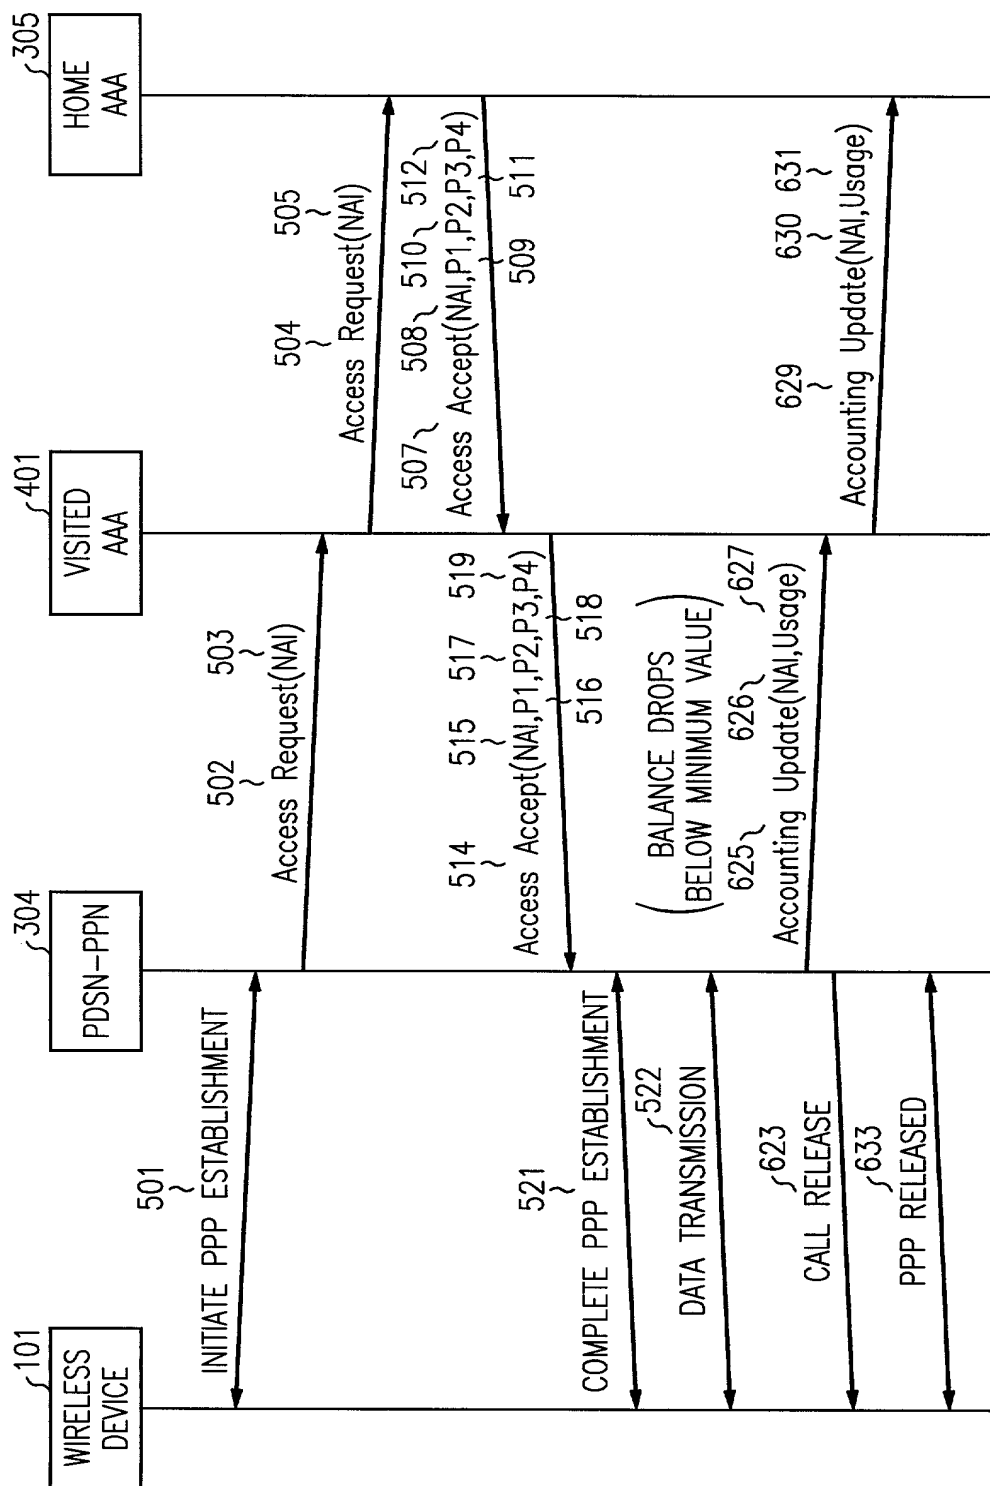 101
WIRELESS
DEVICE
304
PDSN-PPN
401
VISITED
AAA
305
HOME
AAA
501
INITIATE PPP ESTABLISHMENT
502
503
Access Request(NAI)
504
505
Access Request(NAI)
507
508
510
512
Access Accept(NAI,P1,P2,P3,P4)
509
511
514
515
517
519
Access Accept(NAI,P1,P2,P3,P4)
516
518
521
COMPLETE PPP ESTABLISHMENT
522
DATA TRANSMISSION
(BALANCE DROPS
BELOW MINIMUM VALUE)
625
626
627
Accounting Update(NAI,Usage)
623
CALL RELEASE
629
630
631
Accounting Update(NAI,Usage)
633
PPP RELEASED